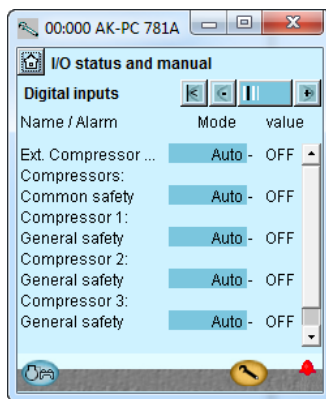 00:000 AK-PC 781A
I/O status and manual
Digital inputs
Name / Alarm Mode value
Ext. Compressor ... Auto - OFF
Compressors:
Common safety Auto - OFF
Compressor 1:
General safety Auto - OFF
Compressor 2:
General safety Auto - OFF
Compressor 3:
General safety Auto - OFF